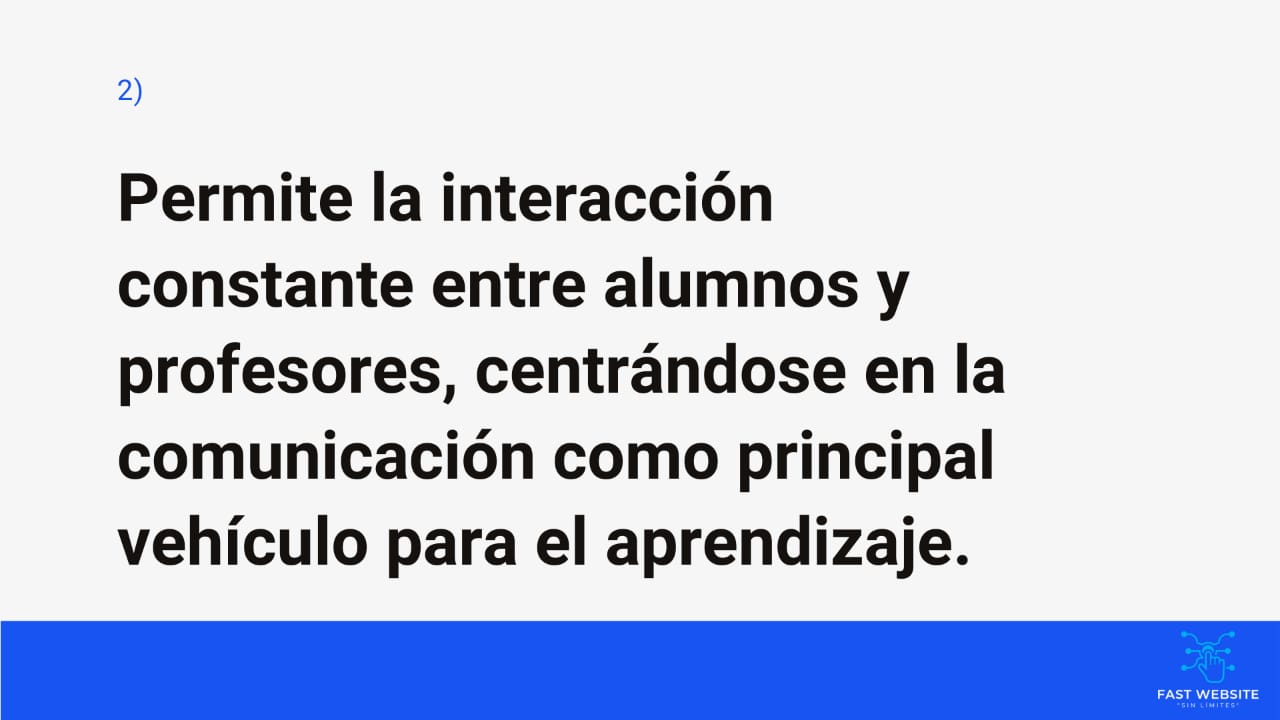 2)
Permite la interacción
constante entre alumnos y
profesores, centrándose en la
comunicación como principal
vehículo para el aprendizaje.
FAST WEBSITE
"SIN LÍMITES"